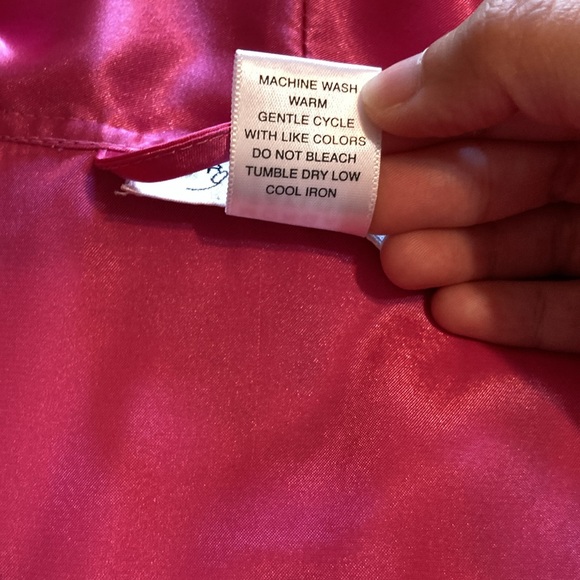 MACHINE WASH
WARM
GENTLE CYCLE
WITH LIKE COLORS
DO NOT BLEACH
TUMBLE DRY LOW
COOL IRON